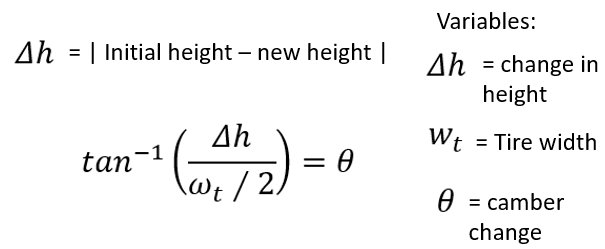 Variables:
Δh = | Initial height – new height |
Δh = change in
height
tan⁻¹ (Δh / (ω_t / 2)) = θ
w_t = Tire width
θ = camber
change